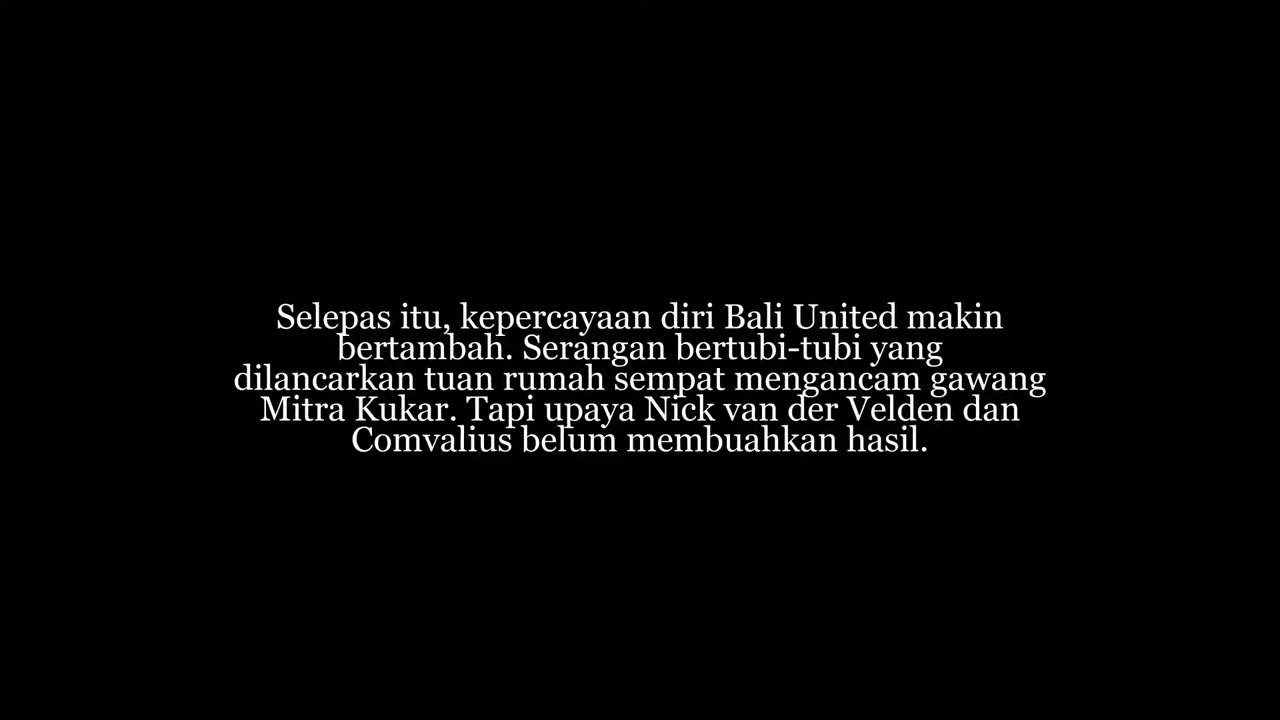 Selepas itu, kepercayaan diri Bali United makin
bertambah. Serangan bertubi-tubi yang
dilancarkan tuan rumah sempat mengancam gawang
Mitra Kukar. Tapi upaya Nick van der Velden dan
Comvalius belum membuahkan hasil.